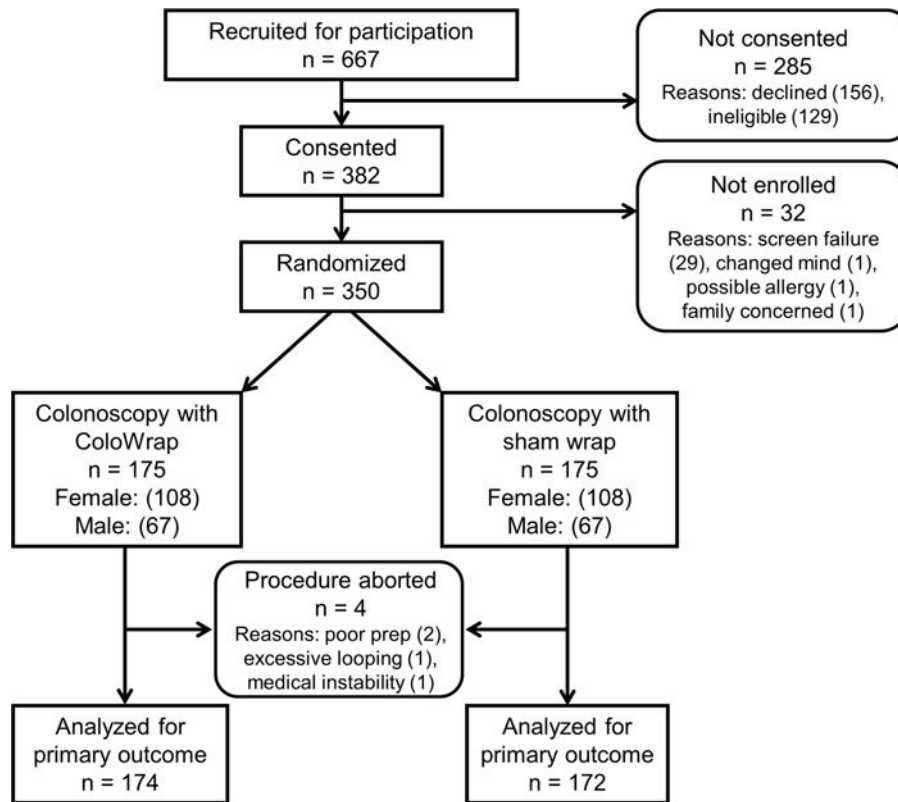 Recruited for participation
n = 667
Not consented
n = 285
Reasons: declined (156),
ineligible (129)
Consented
n = 382
Not enrolled
n = 32
Reasons: screen failure
(29), changed mind (1),
possible allergy (1),
family concerned (1)
Randomized
n = 350
Colonoscopy with
ColoWrap
n = 175
Female: (108)
Male: (67)
Colonoscopy with
sham wrap
n = 175
Female: (108)
Male: (67)
Procedure aborted
n = 4
Reasons: poor prep (2),
excessive looping (1),
medical instability (1)
Analyzed for
primary outcome
n = 174
Analyzed for
primary outcome
n = 172